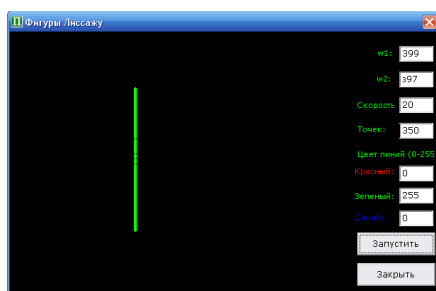 Фигуры Лиссажу
w1: 399
w2: 397
Скорость 20
Точек: 350
Цвет линий (0-255
Красный: 0
Зеленый: 255
Синий: 0
Запустить
Закрыть